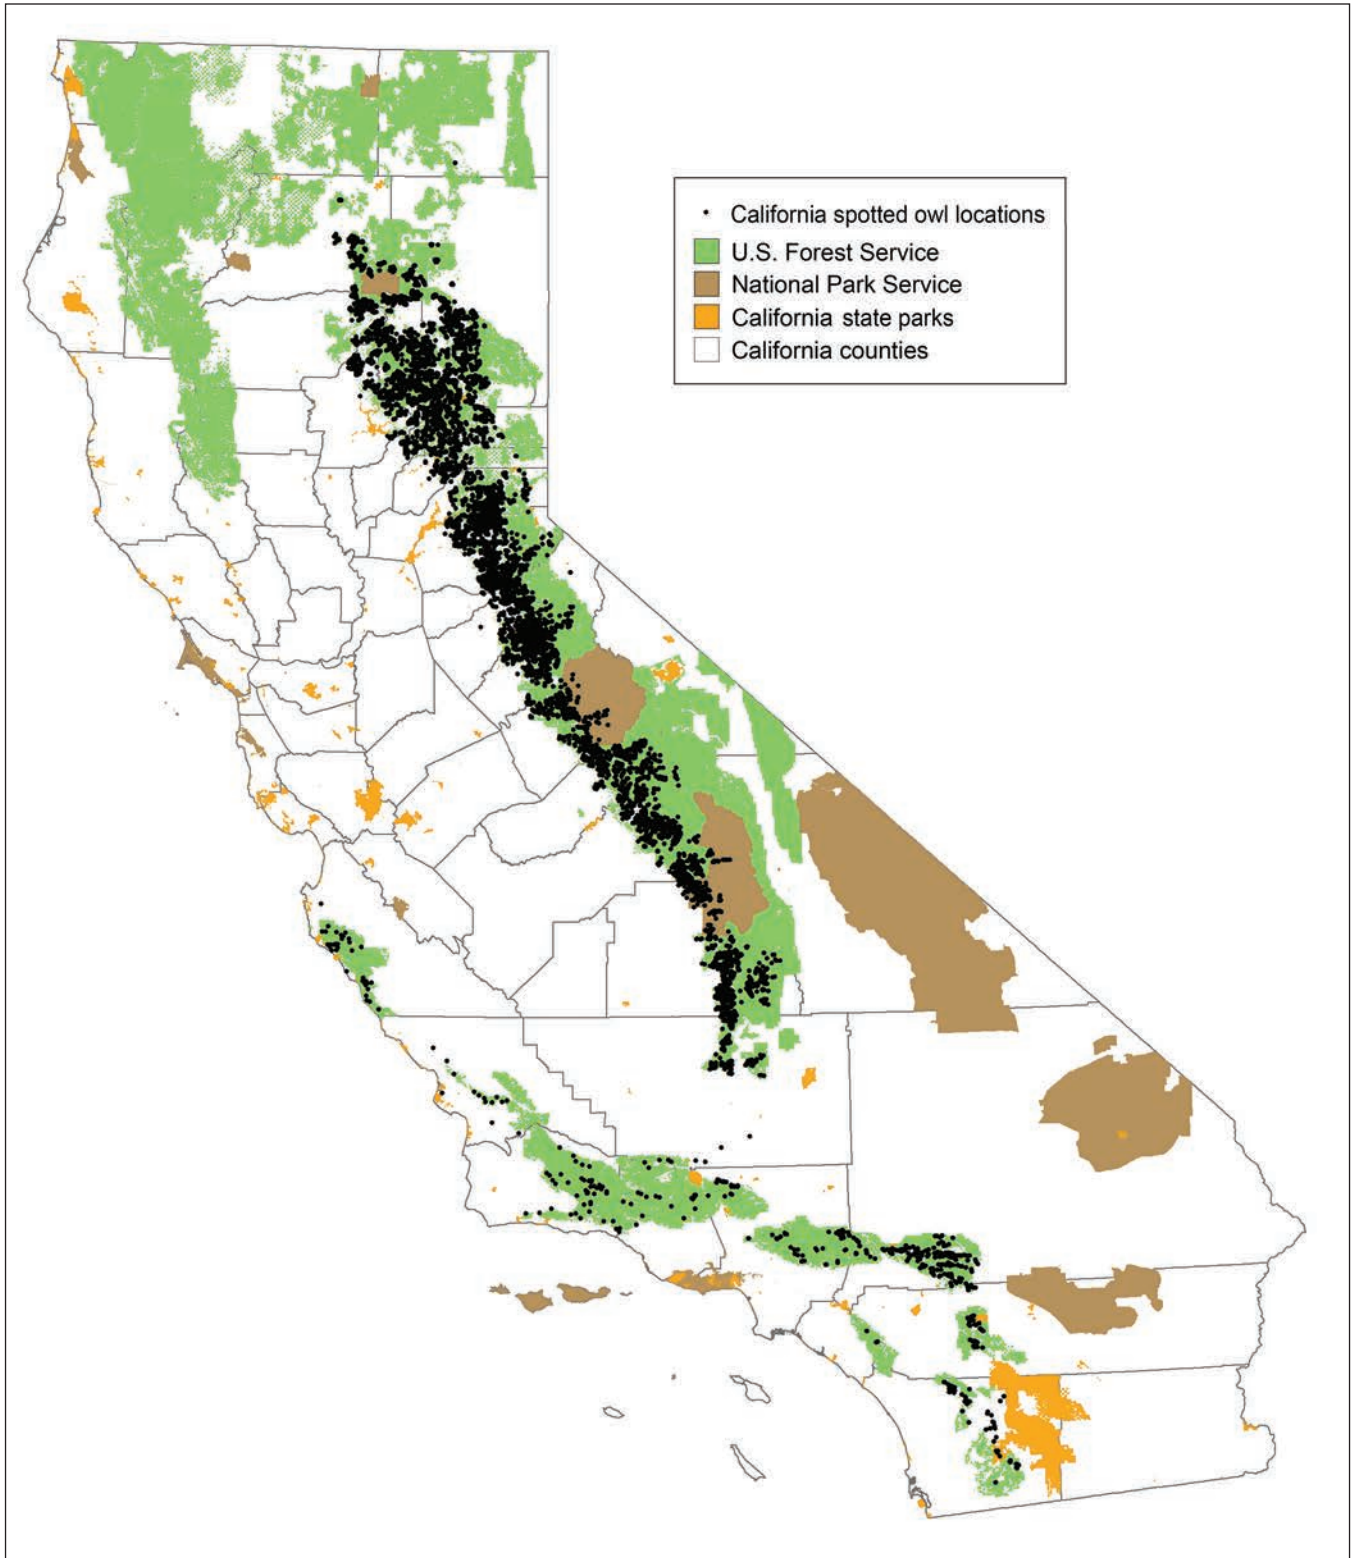 California spotted owl locations
U.S. Forest Service
National Park Service
California state parks
California counties